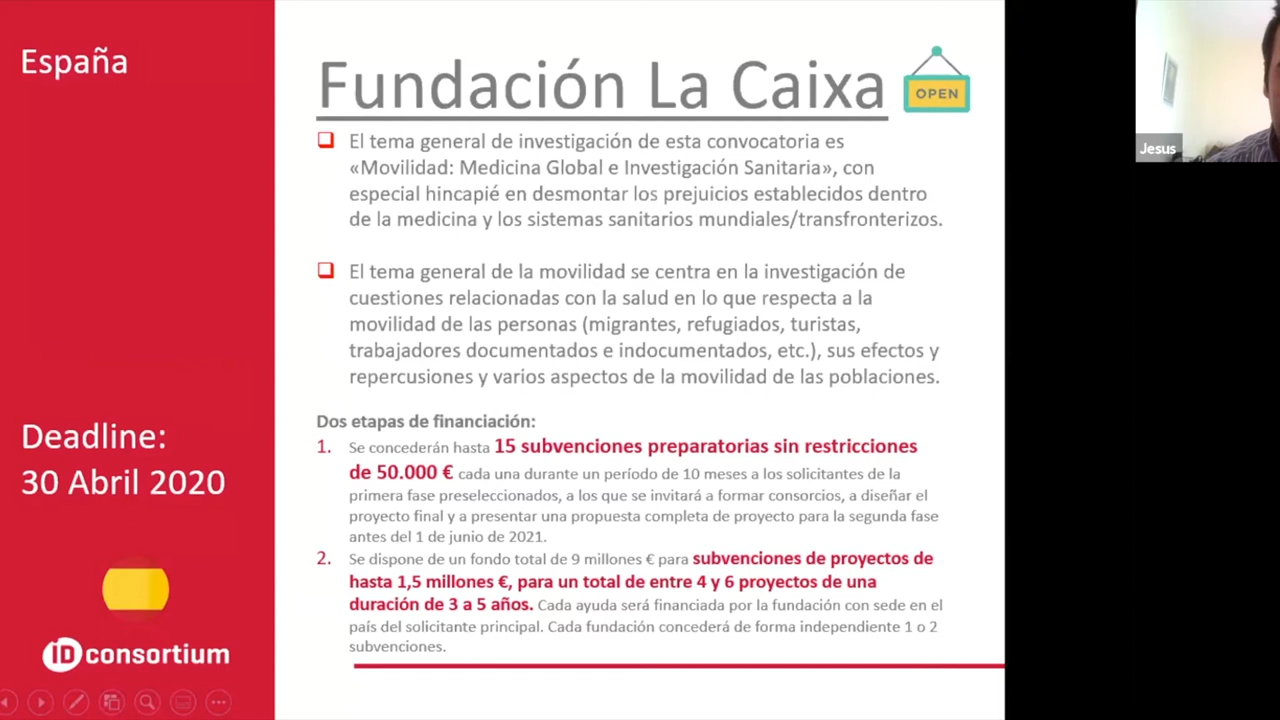 España
Fundación La Caixa
OPEN
El tema general de investigación de esta convocatoria es
«Movilidad: Medicina Global e Investigación Sanitaria», con
especial hincapié en desmontar los prejuicios establecidos dentro
de la medicina y los sistemas sanitarios mundiales/transfronterizos.
El tema general de la movilidad se centra en la investigación de
cuestiones relacionadas con la salud en lo que respecta a la
movilidad de las personas (migrantes, refugiados, turistas,
trabajadores documentados e indocumentados, etc.), sus efectos y
repercusiones y varios aspectos de la movilidad de las poblaciones.
Dos etapas de financiación:
1. Se concederán hasta 15 subvenciones preparatorias sin restricciones
de 50.000 € cada una durante un período de 10 meses a los solicitantes de la
primera fase preseleccionados, a los que se invitará a formar consorcios, a diseñar el
proyecto final y a presentar una propuesta completa de proyecto para la segunda fase
antes del 1 de junio de 2021.
2. Se dispone de un fondo total de 9 millones € para subvenciones de proyectos de
hasta 1,5 millones €, para un total de entre 4 y 6 proyectos de una
duración de 3 a 5 años. Cada ayuda será financiada por la fundación con sede en el
país del solicitante principal. Cada fundación concederá de forma independiente 1 o 2
subvenciones.
Deadline:
30 Abril 2020
ID consortium
Jesus